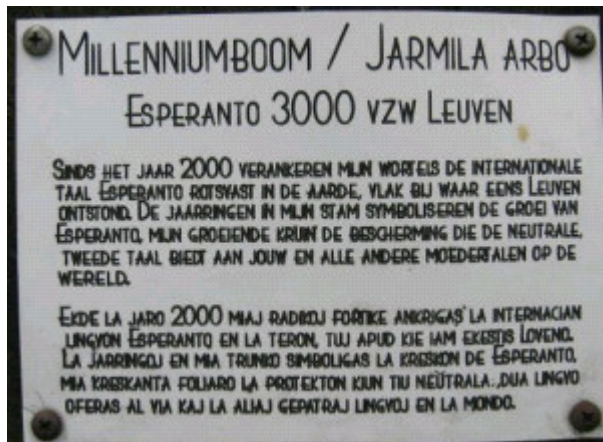 MILLENNIUMBOOM / JARMILA ARBO
ESPERANTO 3000 VZW LEUVEN
SINDS HET JAAR 2000 VERANKEREN MIJN WORTELS DE INTERNATIONALE
TAAL ESPERANTO ROTSVAST IN DE AARDE, VLAK BIJ WAAR EENS LEUVEN
ONTSTOND. DE JAARRINGEN IN MIJN STAM SYMBOLISEREN DE GROEI VAN
ESPERANTO, MIJN GROEIENDE KRUIN DE BESCHERMING DIE DE NEUTRALE,
TWEEDE TAAL BIEDT AAN JOUW EN ALLE ANDERE MOEDERTALEN OP DE
WERELD.
EKDE LA JARO 2000 MIAJ RADIKOJ FORTIKE ANKRIGAS LA INTERNACIAN
LINGVON ESPERANTO EN LA TERON, TUJ APUD KIE IAM EKESTIS LOVENO.
LA JARRINGOJ EN MIA TRUNKO SIMBOLIGAS LA KRESKON DE ESPERANTO,
MIA KRESKANTA FOLIARO LA PROTEKTON KIUN TIU NEŬTRALA, DUA LINGVO
OFERAS AL VIA KAJ LA ALIAJ GEPATRAJ LINGVOJ EN LA MONDO.